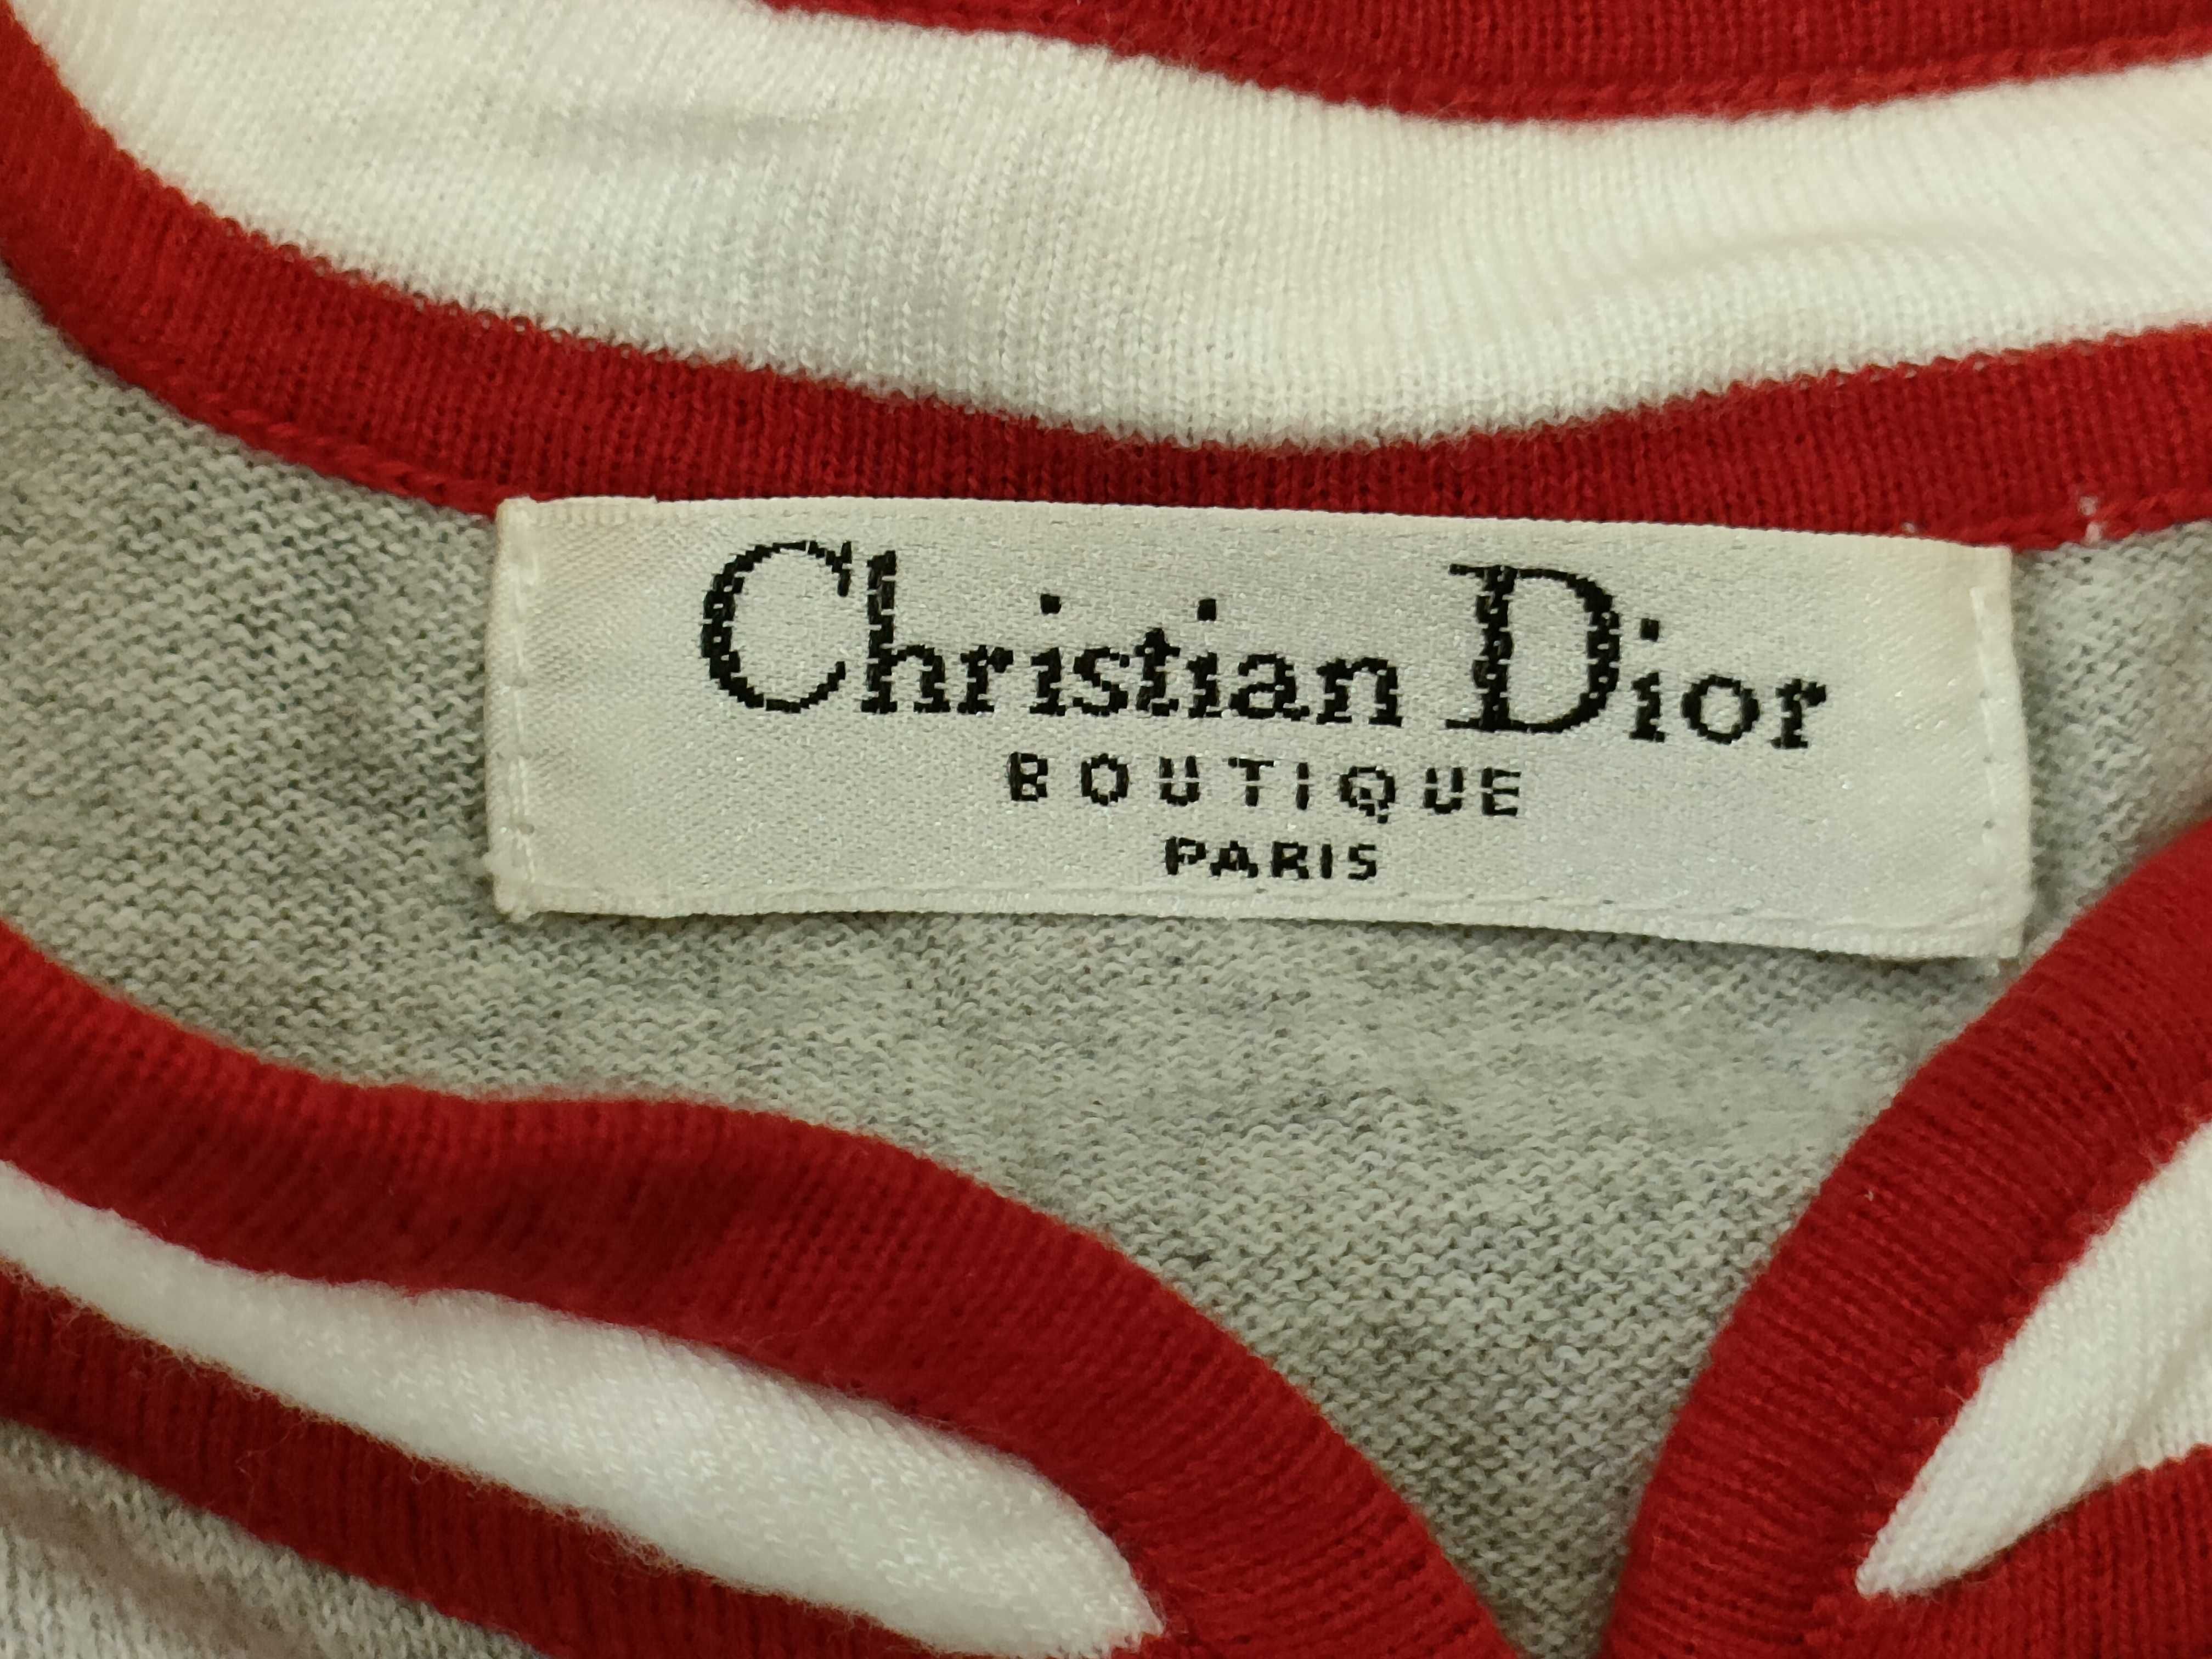 Christian Dior
BOUTIQUE
PARIS